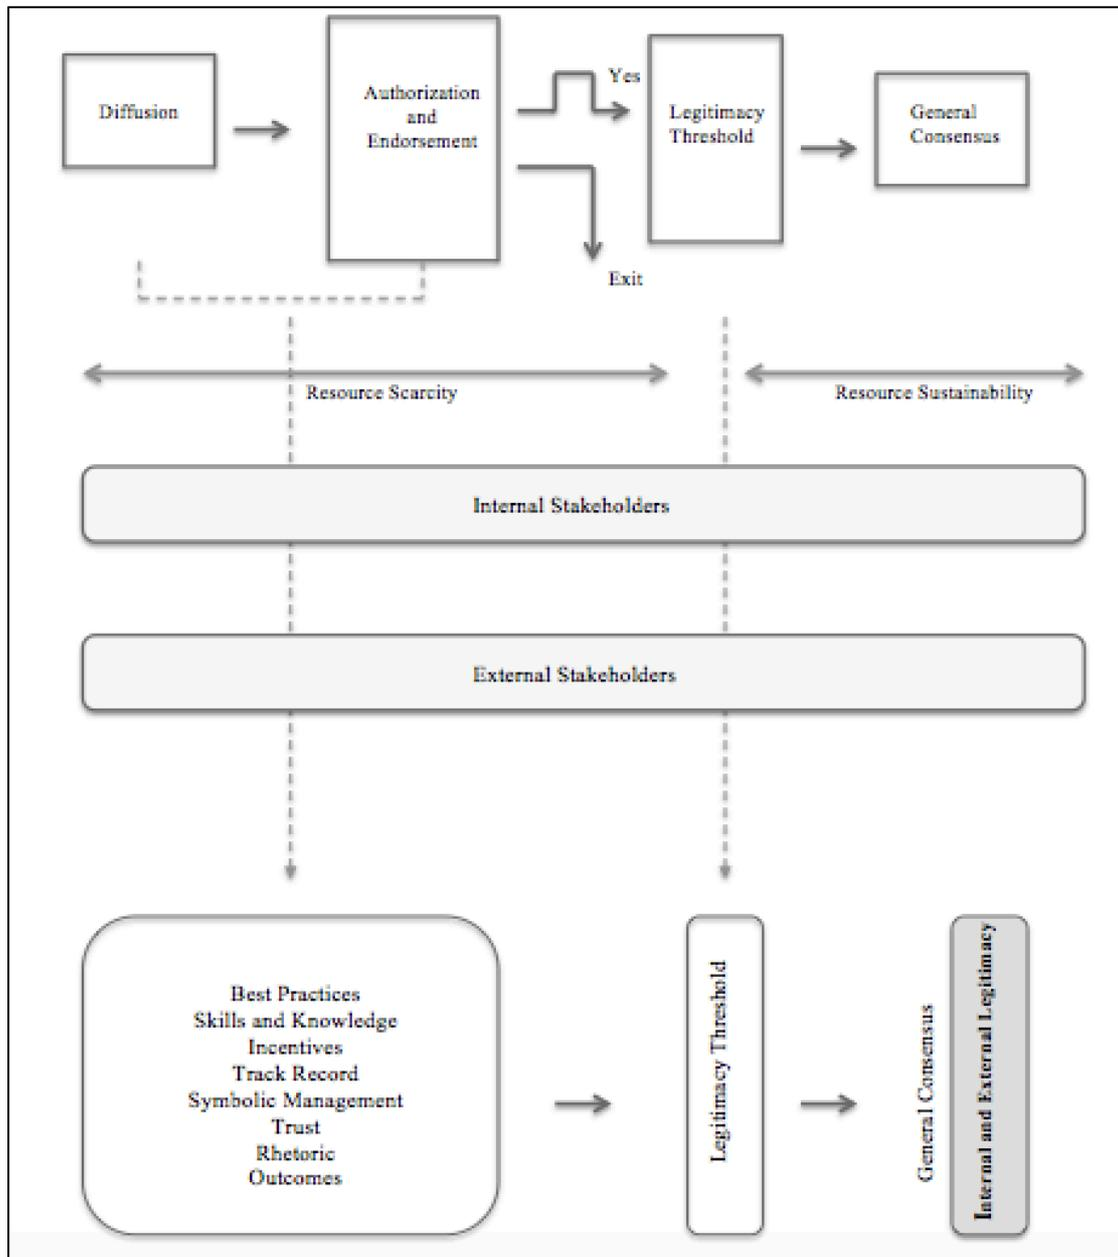 Diffusion
Authorization
and
Endorsement
Yes
Exit
Legitimacy
Threshold
General
Consensus
Resource Scarcity
Resource Sustainability
Internal Stakeholders
External Stakeholders
Best Practices
Skills and Knowledge
Incentives
Track Record
Symbolic Management
Trust
Rhetoric
Outcomes
Legitimacy Threshold
General Consensus
Internal and External Legitimacy